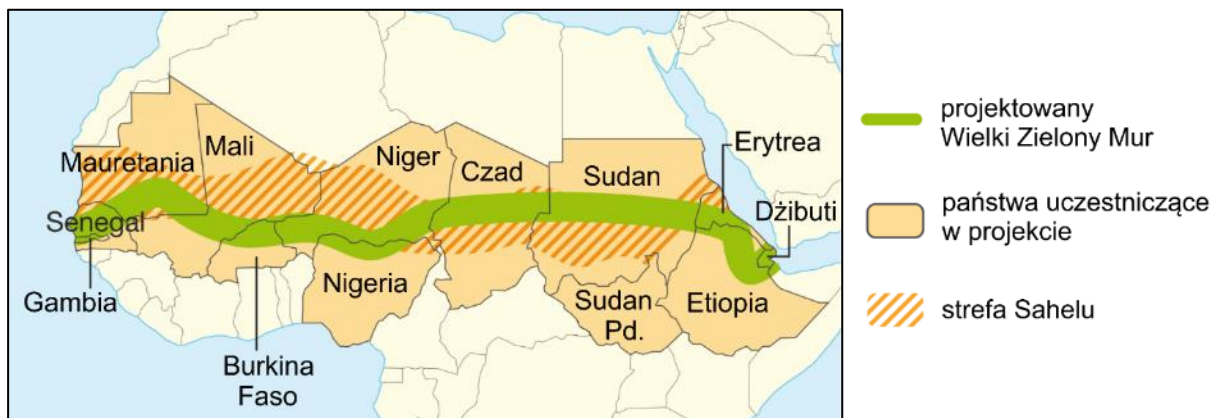 Mauretania
Mali
Niger
Czad
Sudan
Erytrea
Dżibuti
Senegal
Gambia
Burkina
Faso
Nigeria
Sudan
Pd.
Etiopia
projektowany
Wielki Zielony Mur
państwa uczestniczące
w projekcie
strefa Sahelu